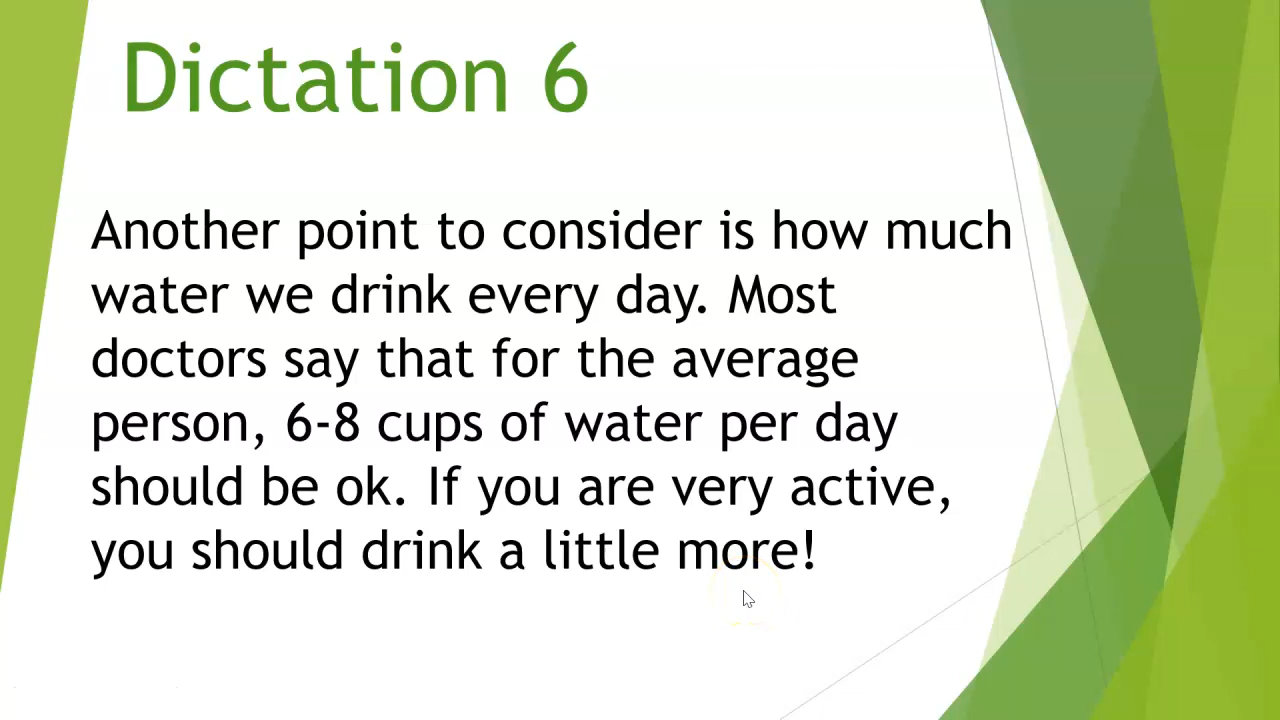 Dictation 6
Another point to consider is how much
water we drink every day. Most
doctors say that for the average
person, 6-8 cups of water per day
should be ok. If you are very active,
you should drink a little more!